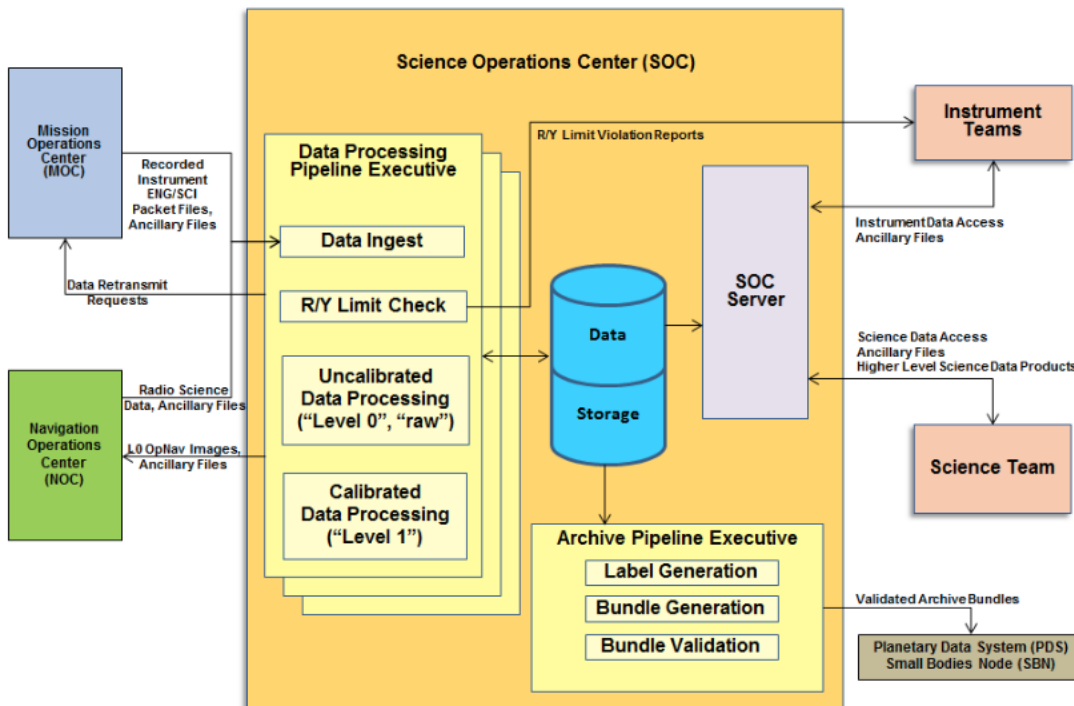 Science Operations Center (SOC)
Mission
Operations
Center
(MOC)
Recorded
Instrument
ENG/SCI
Packet Files,
Ancillary Files
Data Retransmit
Requests
Navigation
Operations
Center
(NOC)
Radio Science
Data, Ancillary Files
L0 OpNav Images,
Ancillary Files
Data Processing
Pipeline Executive
Data Ingest
R/Y Limit Check
Uncalibrated
Data Processing
(“Level 0”, “raw”)
Calibrated
Data Processing
(“Level 1”)
R/Y Limit Violation Reports
Data
Storage
SOC
Server
Archive Pipeline Executive
Label Generation
Bundle Generation
Bundle Validation
Instrument
Teams
Instrument Data Access
Ancillary Files
Science Data Access
Ancillary Files
Higher Level Science Data Products
Science Team
Validated Archive Bundles
Planetary Data System (PDS)
Small Bodies Node (SBN)